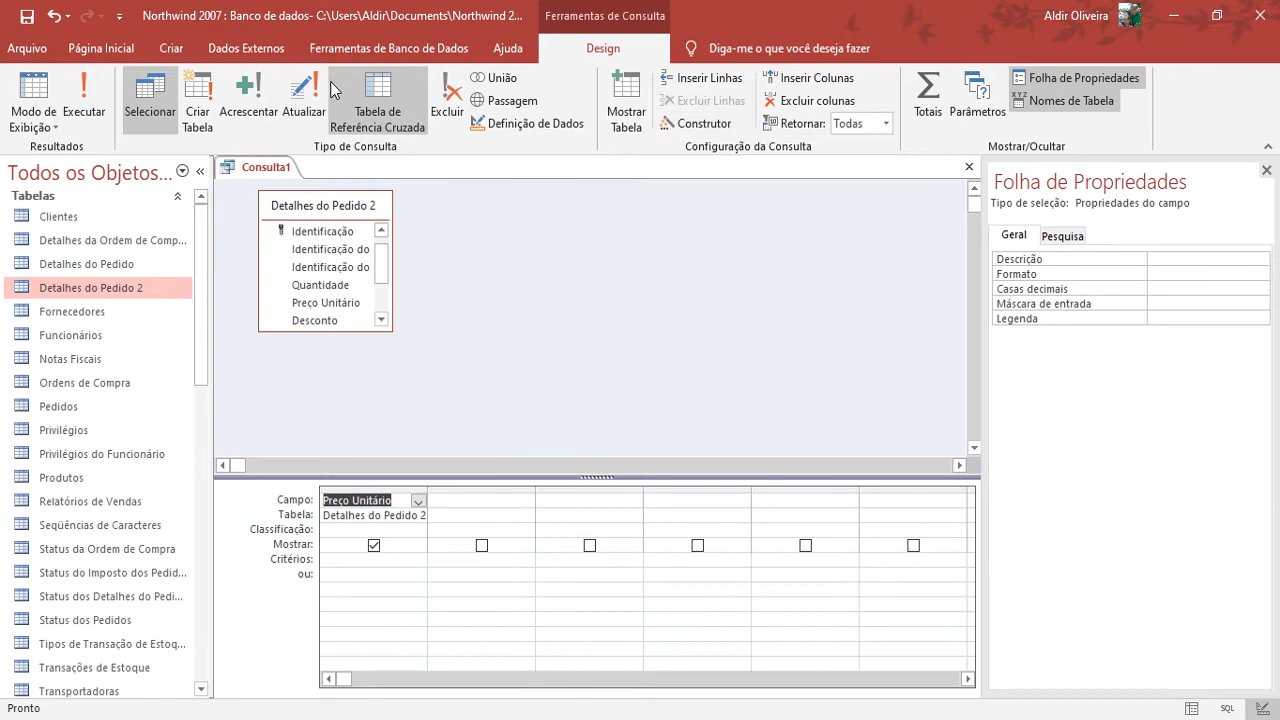 Northwind 2007 : Banco de dados- C:\Users\Aldir\Documents\Northwind 2...
Ferramentas de Consulta
Aldir Oliveira
Arquivo
Página Inicial
Criar
Dados Externos
Ferramentas de Banco de Dados
Ajuda
Design
Diga-me o que você deseja fazer
Modo de
Exibição
Executar
Resultados
Selecionar
Criar
Tabela
Acrescentar
Atualizar
Tabela de
Referência Cruzada
Excluir
União
Passagem
Definição de Dados
Tipo de Consulta
Mostrar
Tabela
Inserir Linhas
Excluir Linhas
Construtor
Inserir Colunas
Excluir colunas
Retornar: Todas
Configuração da Consulta
Totais
Parâmetros
Folha de Propriedades
XYZ Nomes de Tabela
Mostrar/Ocultar
Todos os Objetos...
Tabelas
Clientes
Detalhes da Ordem de Comp...
Detalhes do Pedido
Detalhes do Pedido 2
Fornecedores
Funcionários
Notas Fiscais
Ordens de Compra
Pedidos
Privilégios
Privilégios do Funcionário
Produtos
Relatórios de Vendas
Seqüências de Caracteres
Status da Ordem de Compra
Status do Imposto dos Pedid...
Status dos Detalhes do Pedi...
Status dos Pedidos
Tipos de Transação de Estoq...
Transações de Estoque
Transportadoras
Consulta1
Detalhes do Pedido 2
Identificação
Identificação do
Identificação do
Quantidade
Preço Unitário
Desconto
Campo: Preço Unitário
Tabela: Detalhes do Pedido 2
Classificação:
Mostrar:
Critérios:
ou:
Folha de Propriedades
Tipo de seleção: Propriedades do campo
Geral
Pesquisa
Descrição
Formato
Casas decimais
Máscara de entrada
Legenda
Pronto
SQL